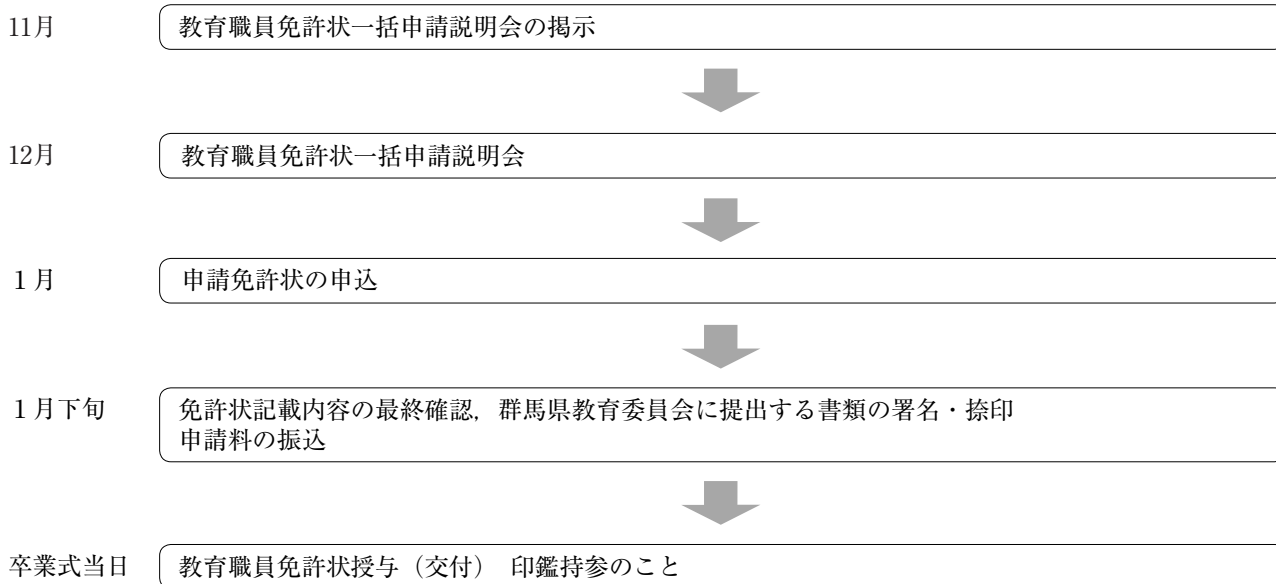 11月 教育職員免許状一括申請説明会の掲示
12月 教育職員免許状一括申請説明会
1月 申請免許状の申込
1月下旬 免許状記載内容の最終確認，群馬県教育委員会に提出する書類の署名・捺印
申請料の振込
卒業式当日 教育職員免許状授与（交付） 印鑑持参のこと